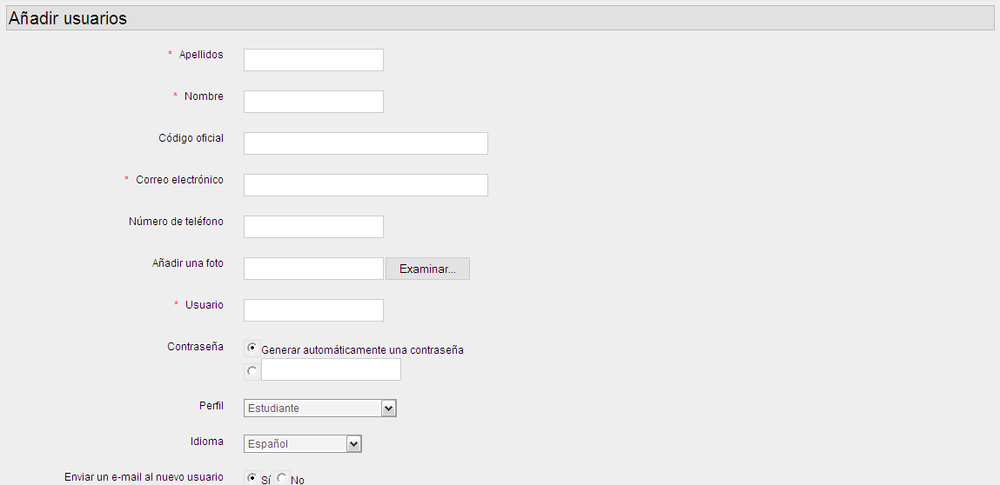 Añadir usuarios
* Apellidos
* Nombre
Código oficial
* Correo electrónico
Número de teléfono
Añadir una foto Examinar...
* Usuario
Contraseña Generar automáticamente una contraseña
Perfil Estudiante
Idioma Español
Enviar un e-mail al nuevo usuario Sí No